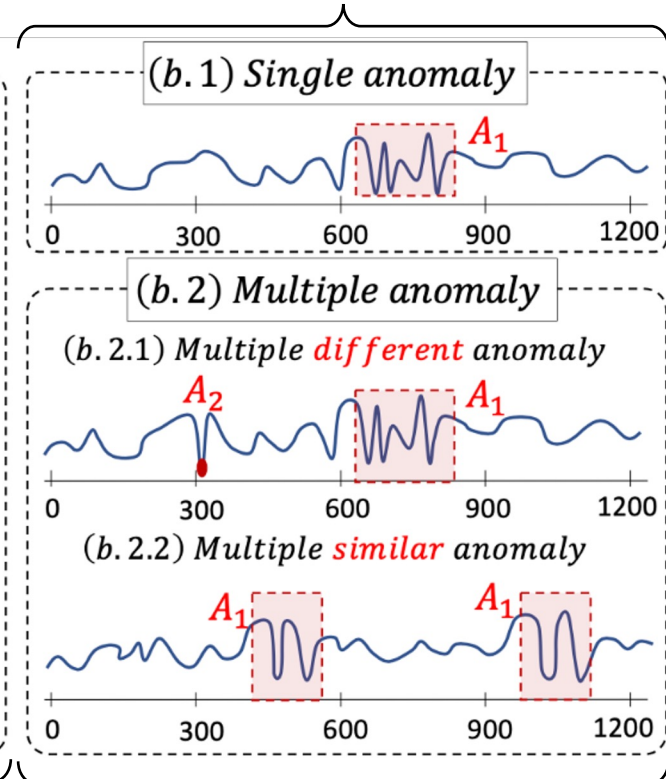 (b. 1) Single anomaly
A1
0 300 600 900 1200
(b. 2) Multiple anomaly
(b. 2.1) Multiple different anomaly
A2 A1
0 300 600 900 1200
(b. 2.2) Multiple similar anomaly
A1 A1
0 300 600 900 1200